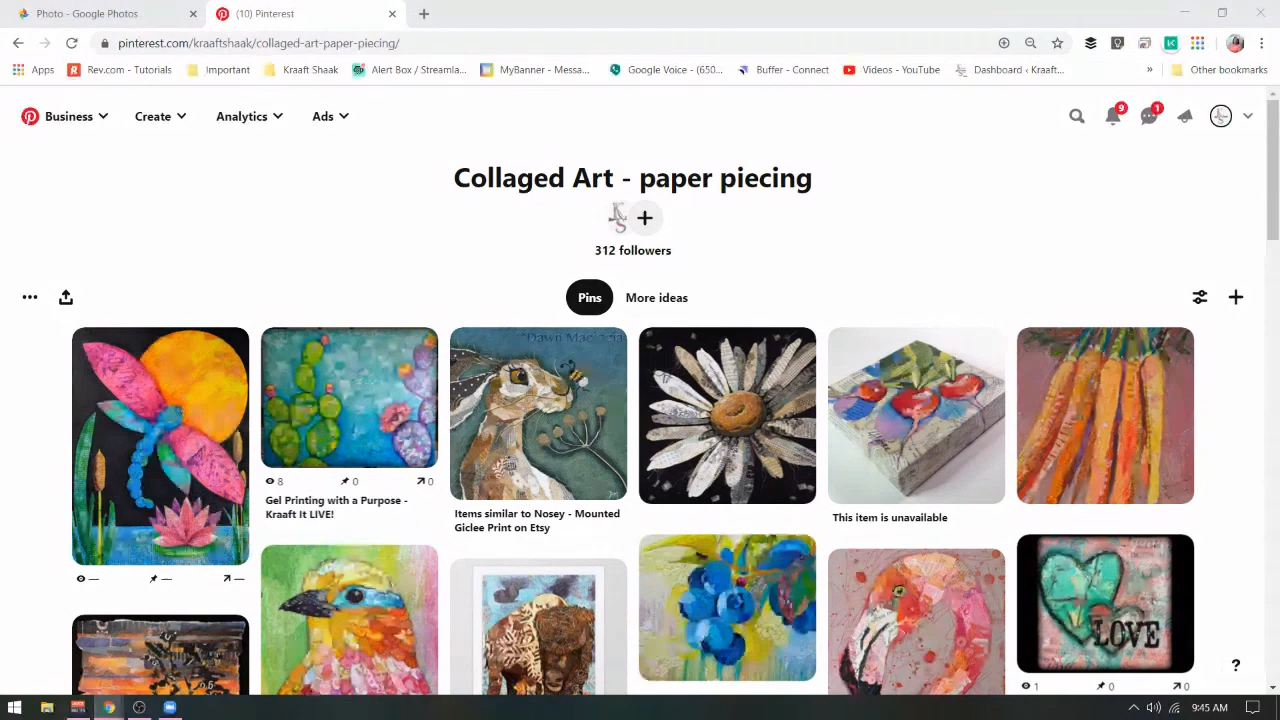 Photo - Google Photos
(10) Pinterest
pinterest.com/kraaftshaak/collaged-art-paper-piecing/
Apps
Rev.com - Tutorials
Important
Kraaft Shaak
Alert Box / Streamla...
MyBanner - Messa...
Google Voice - (650...
Buffer - Connect
Videos - YouTube
Dashboard ‹ Kraaft...
»
Other bookmarks
Business
Create
Analytics
Ads
9
1
Collaged Art - paper piecing
KS
312 followers
Pins
More ideas
8
0
0
Gel Printing with a Purpose -
Kraaft It LIVE!
Items similar to Nosey - Mounted
Giclee Print on Etsy
This item is unavailable
LOVE
1
0
0
?
9:45 AM